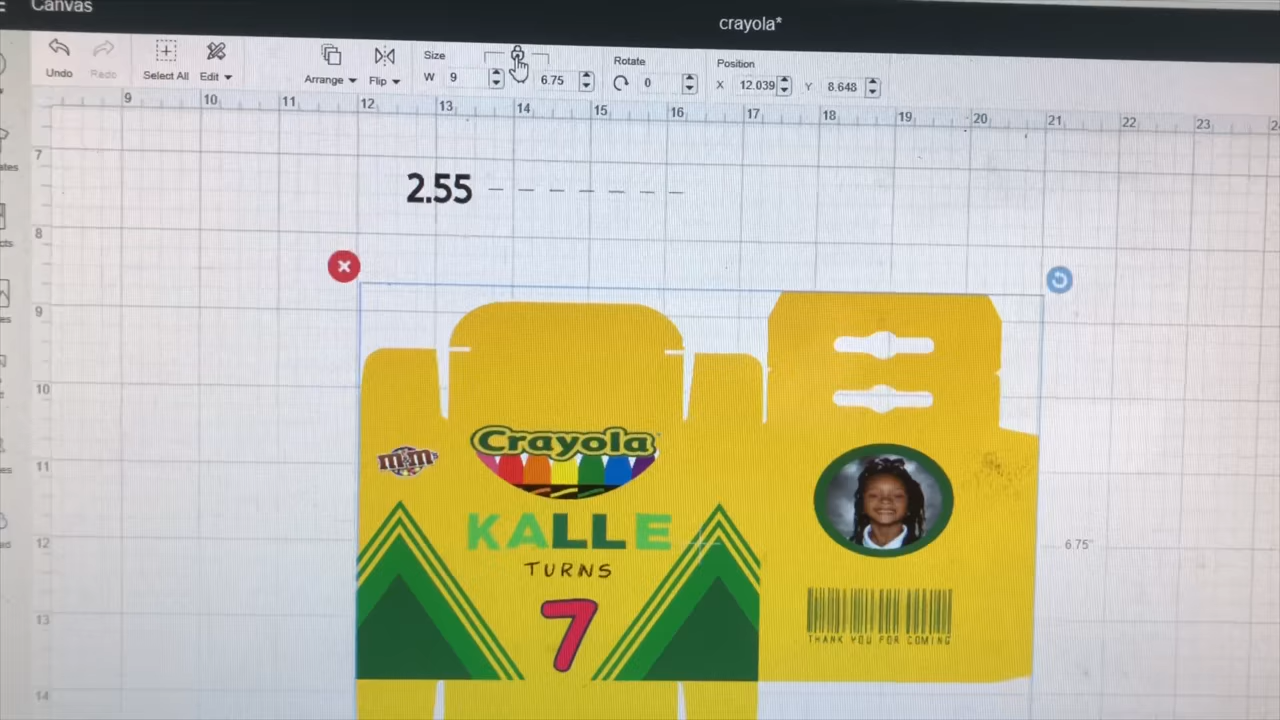 Canvas
crayola*
Undo
Redo
Select All
Edit
Arrange
Flip
Size
W 9
6.75
Rotate
0
Position
X 12.039
Y 8.648
9 10 11 12 13 14 15 16 17 18 19 20 21 22 23
7
8
9
10
11
12
13
14
2.55 – – – – – – –
Crayola
m&m's
KALLE
TURNS
7
THANK YOU FOR COMING
6.75"